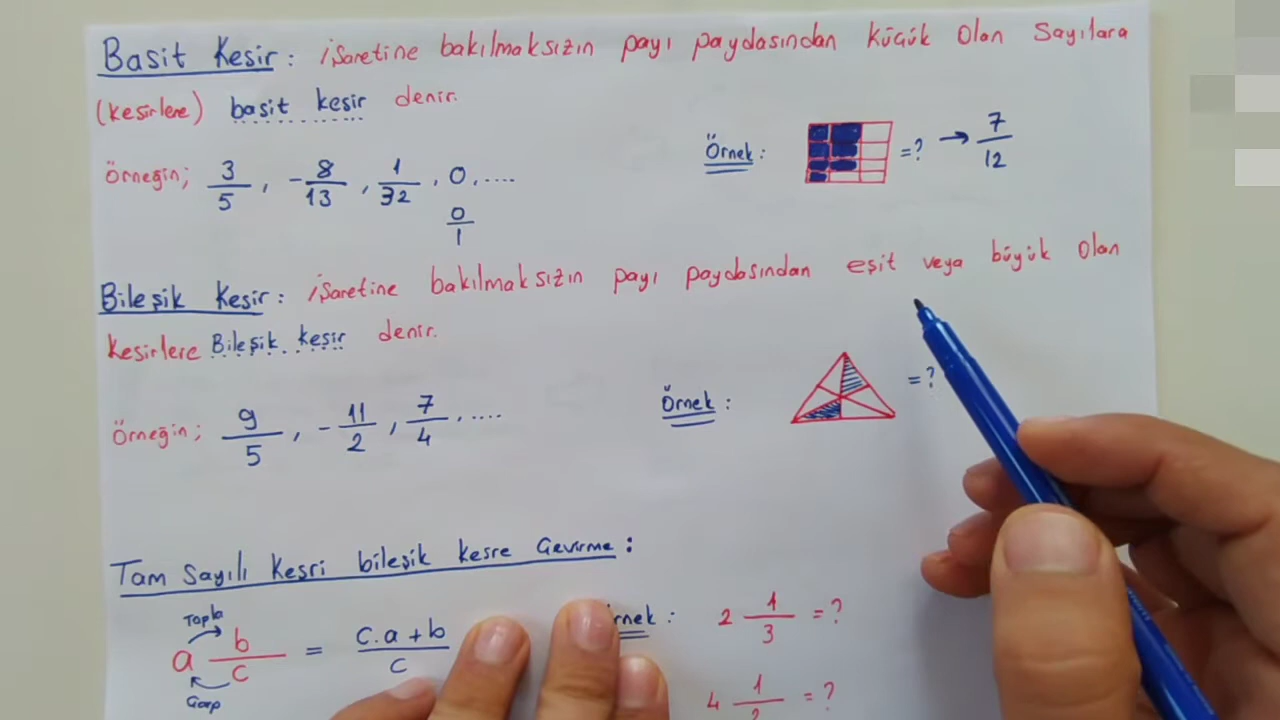 Basit Kesir: işaretine bakılmaksızın payı paydasından küçük olan sayılara
(kesirlere) basit kesir denir.
Örneğin; 3/5, -8/13, 1/32, 0, ....
0/1
Örnek: =? → 7/12
Bileşik Kesir: işaretine bakılmaksızın payı paydasından eşit veya büyük olan
kesirlere Bileşik kesir denir.
Örneğin; 9/5, -11/2, 7/4, ....
Örnek: =?
Tam Sayılı Kesri bileşik kesre Çevirme:
Topla
a b/c = c.a+b/c
Çarp
rnek: 2 1/3 = ?
4 1/2 = ?